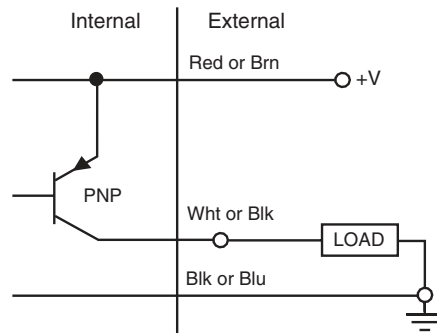 Internal External
Red or Brn
+V
PNP
Wht or Blk
LOAD
Blk or Blu